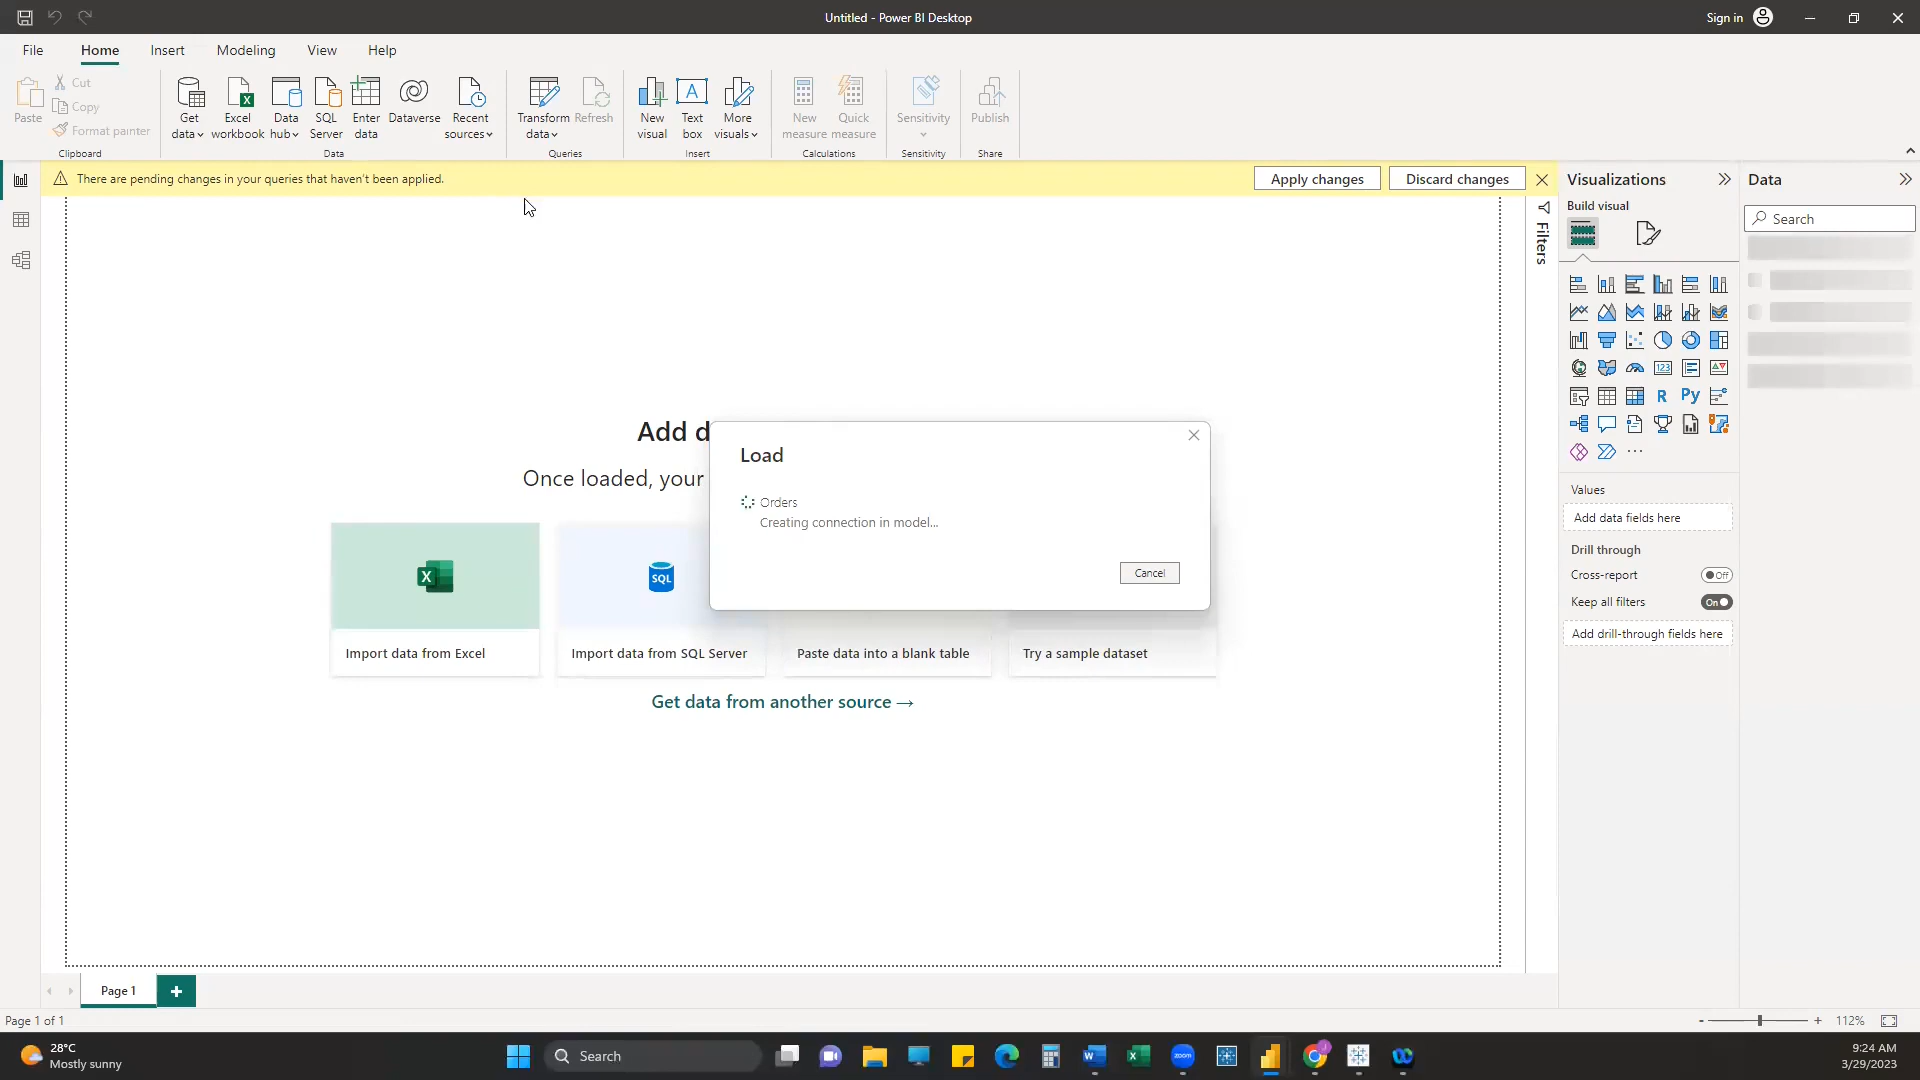 Untitled - Power BI Desktop
Sign in
File
Home
Insert
Modeling
View
Help
Paste
Cut
Copy
Format painter
Clipboard
Get data
Excel workbook
Data hub
SQL Server
Enter data
Dataverse
Recent sources
Data
Transform data
Refresh
Queries
New visual
Text box
More visuals
Insert
New measure
Quick measure
Calculations
Sensitivity
Sensitivity
Publish
Share
There are pending changes in your queries that haven't been applied.
Apply changes
Discard changes
Filters
Visualizations
Build visual
Data
Search
Add d
Once loaded, your
Load
Orders
Creating connection in model...
Cancel
X
SQL
Import data from Excel
Import data from SQL Server
Paste data into a blank table
Try a sample dataset
Get data from another source →
123
R
Py
Values
Add data fields here
Drill through
Cross-report
Off
Keep all filters
On
Add drill-through fields here
Page 1
+
Page 1 of 1
- + 112%
28°C
Mostly sunny
Search
zoom
9:24 AM
3/29/2023